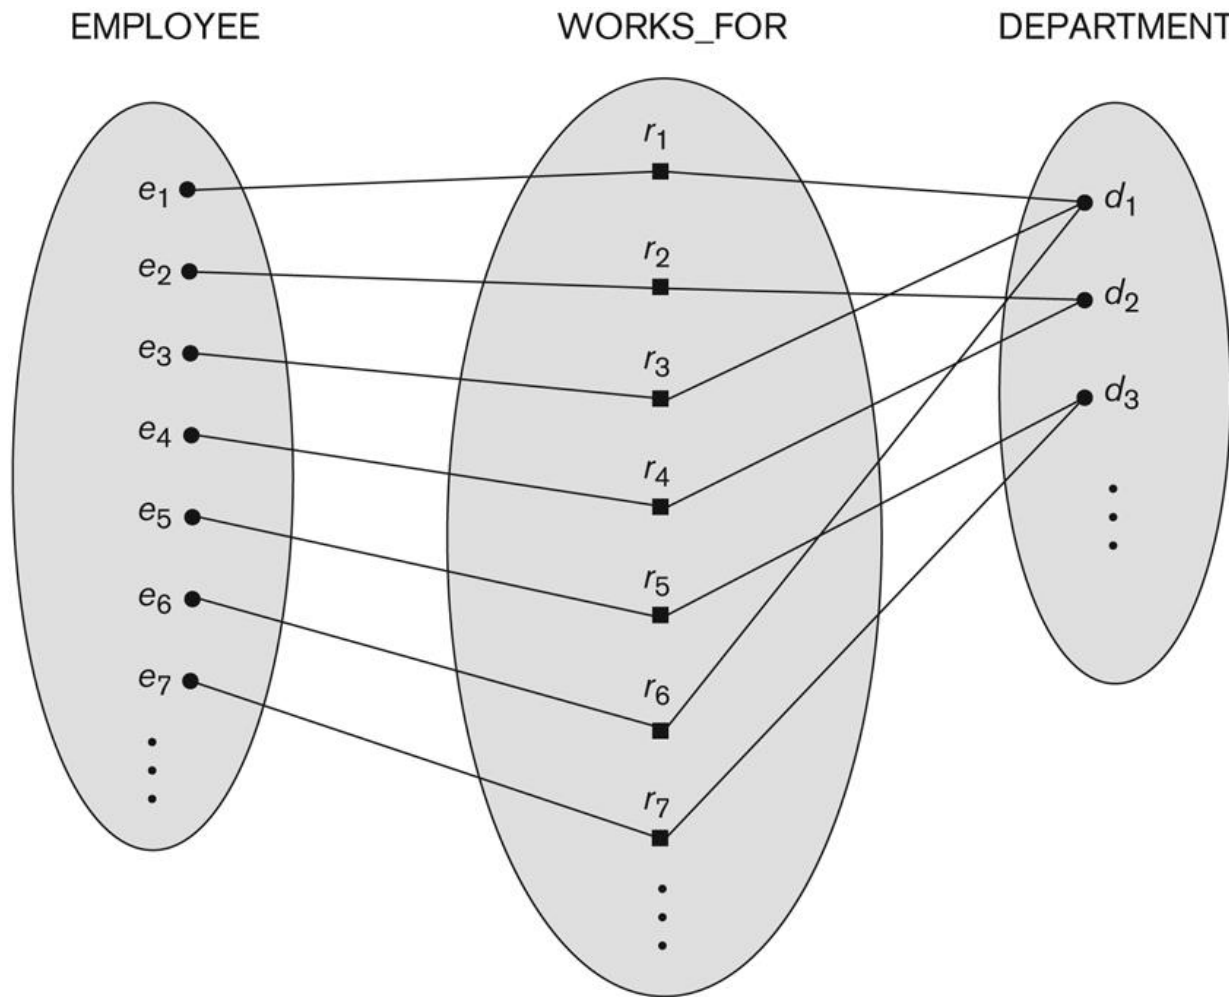 EMPLOYEE
WORKS_FOR
DEPARTMENT
e1
e2
e3
e4
e5
e6
e7
r1
r2
r3
r4
r5
r6
r7
d1
d2
d3